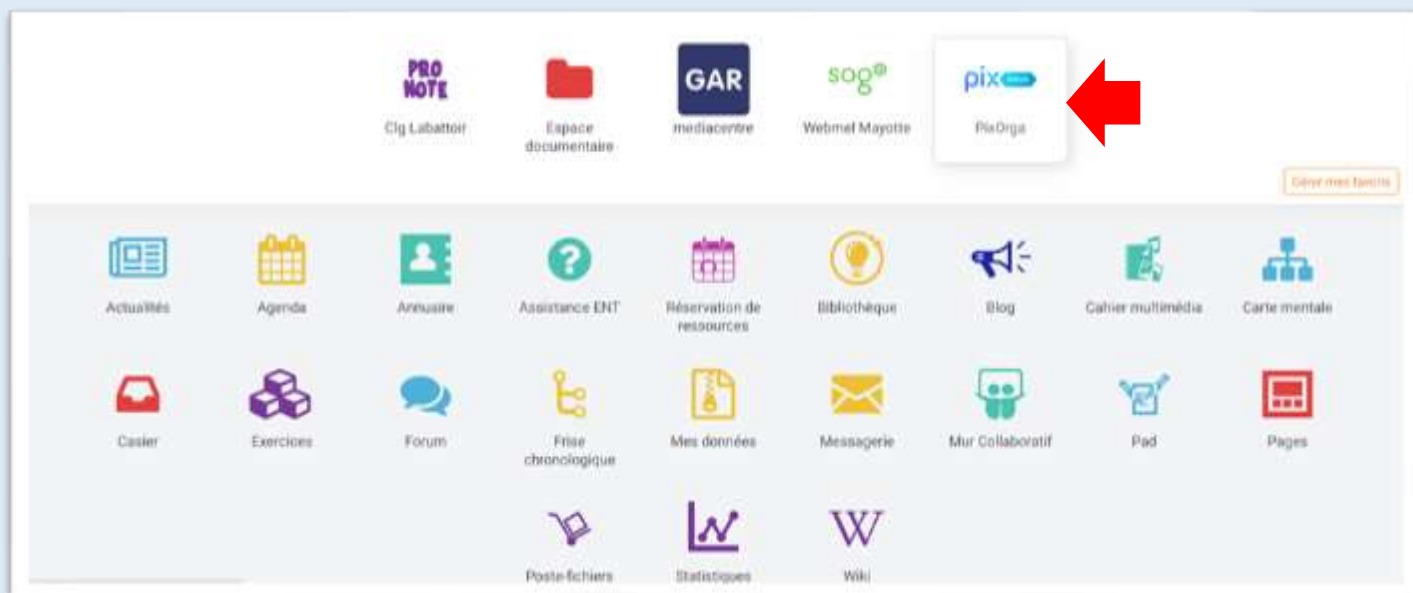 PRO
NOTE
GAR
sog
pix
Clg Labattoir
Espace
documentaire
mediacentre
Webmel Mayotte
PixOrga
Gérer mes favoris
Actualités
Agenda
Annuaire
Assistance ENT
Réservation de
ressources
Bibliothèque
Blog
Cahier multimédia
Carte mentale
Casier
Exercices
Forum
Frise
chronologique
Mes données
Messagerie
Mur Collaboratif
Pad
Pages
W
Poste-fichiers
Statistiques
Wiki